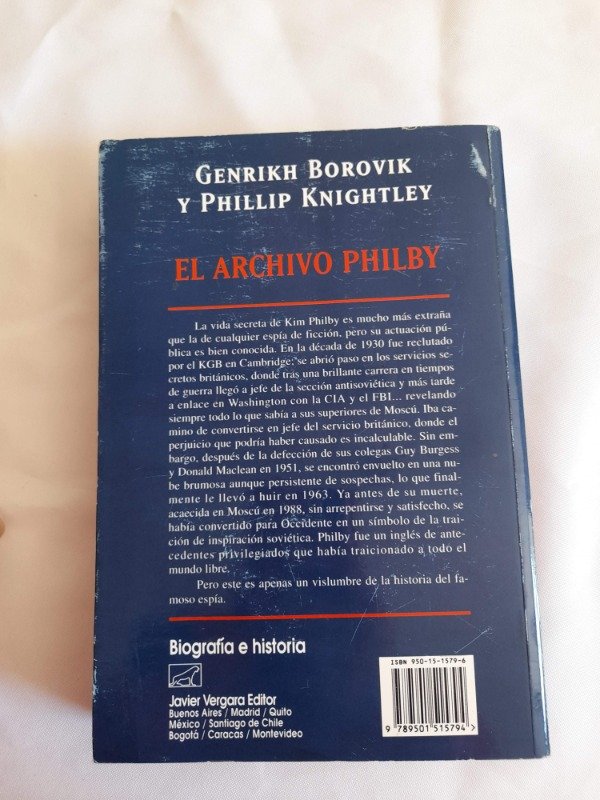 GENRIKH BOROVIK
Y PHILLIP KNIGHTLEY
EL ARCHIVO PHILBY
La vida secreta de Kim Philby es mucho más extraña
que la de cualquier espía de ficción, pero su actuación pú-
blica es bien conocida. En la década de 1930 fue reclutado
por el KGB en Cambridge; se abrió paso en los servicios se-
cretos británicos, donde tras una brillante carrera en tiempos
de guerra llegó a jefe de la sección antisoviética y más tarde
a enlace en Washington con la CIA y el FBI... revelando
siempre todo lo que sabía a sus superiores de Moscú. Iba ca-
mino de convertirse en jefe del servicio británico, donde el
perjuicio que podría haber causado es incalculable. Sin em-
bargo, después de la defección de sus colegas Guy Burgess
y Donald Maclean en 1951, se encontró envuelto en una nu-
be brumosa aunque persistente de sospechas, lo que final-
mente le llevó a huir en 1963. Ya antes de su muerte,
acaecida en Moscú en 1988, sin arrepentirse y satisfecho, se
había convertido para Occidente en un símbolo de la trai-
ción de inspiración soviética. Philby fue un inglés de ante-
cedentes privilegiados que había traicionado a todo el
mundo libre.
Pero este es apenas un vislumbre de la historia del fa-
moso espía.
Biografía e historia
Javier Vergara Editor
Buenos Aires / Madrid / Quito
México / Santiago de Chile
Bogotá / Caracas / Montevideo
ISBN 950-15-1579-6
9 789501 515794 >